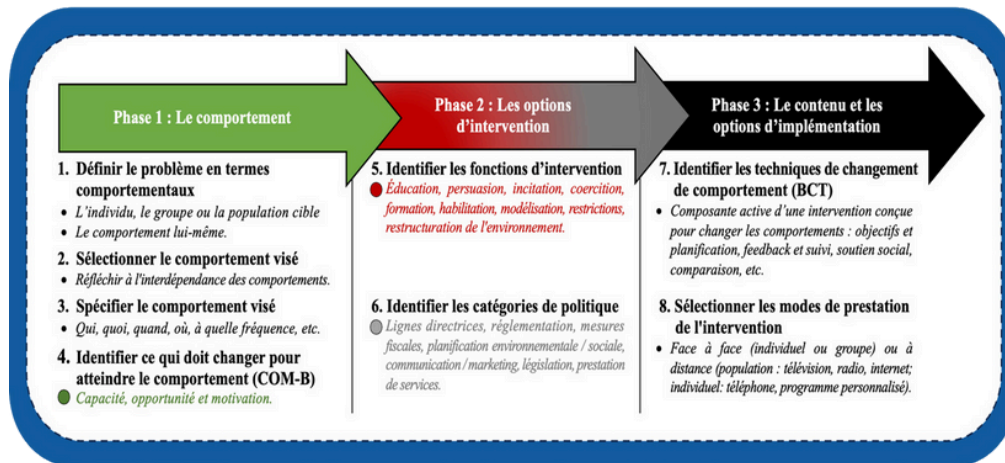 Phase 1 : Le comportement
1. Définir le problème en termes
comportementaux
• L'individu, le groupe ou la population cible
• Le comportement lui-même.
2. Sélectionner le comportement visé
• Réfléchir à l'interdépendance des comportements.
3. Spécifier le comportement visé
• Qui, quoi, quand, où, à quelle fréquence, etc.
4. Identifier ce qui doit changer pour
atteindre le comportement (COM-B)
Capacité, opportunité et motivation.
Phase 2 : Les options
d'intervention
5. Identifier les fonctions d'intervention
Éducation, persuasion, incitation, coercition,
formation, habilitation, modélisation, restrictions,
restructuration de l'environnement.
6. Identifier les catégories de politique
Lignes directrices, réglementation, mesures
fiscales, planification environnementale / sociale,
communication / marketing, législation, prestation
de services.
Phase 3 : Le contenu et les
options d'implémentation
7. Identifier les techniques de changement
de comportement (BCT)
• Composante active d'une intervention conçue
pour changer les comportements : objectifs et
planification, feedback et suivi, soutien social,
comparaison, etc.
8. Sélectionner les modes de prestation
de l'intervention
• Face à face (individuel ou groupe) ou à
distance (population : télévision, radio, internet;
individuel: téléphone, programme personnalisé).